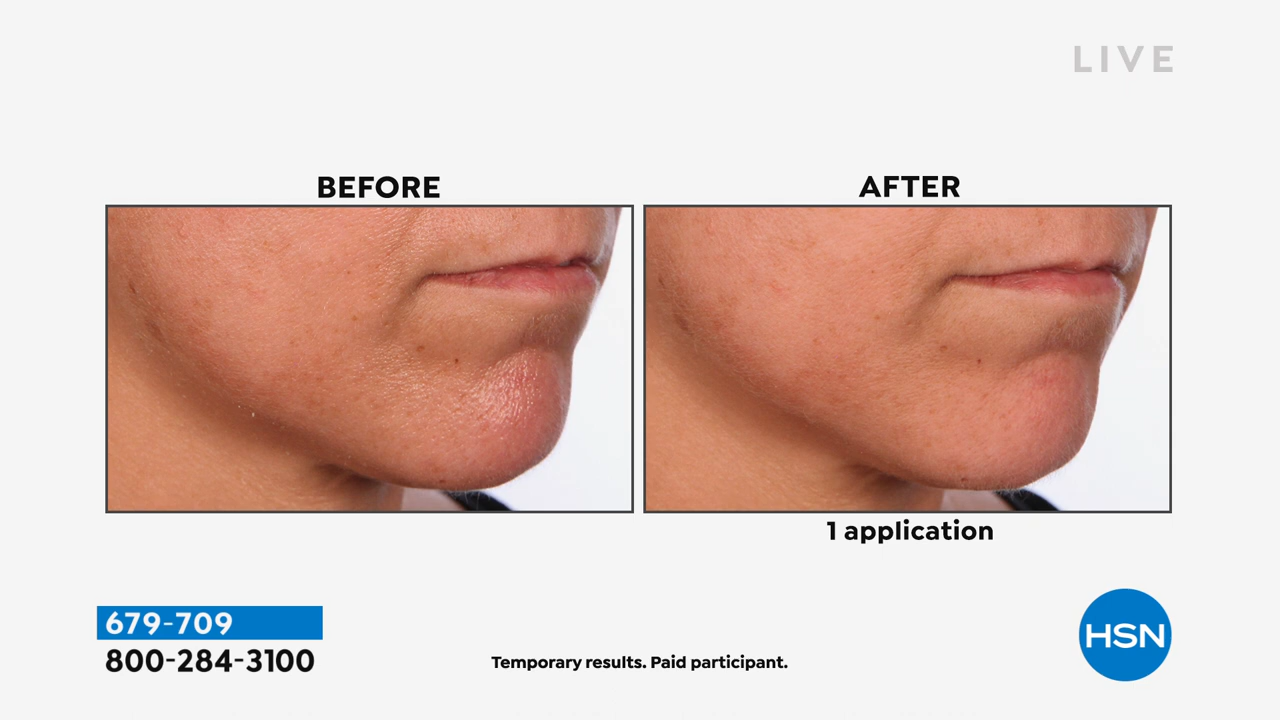 LIVE
BEFORE
AFTER
1 application
679-709
800-284-3100
Temporary results. Paid participant.
HSN